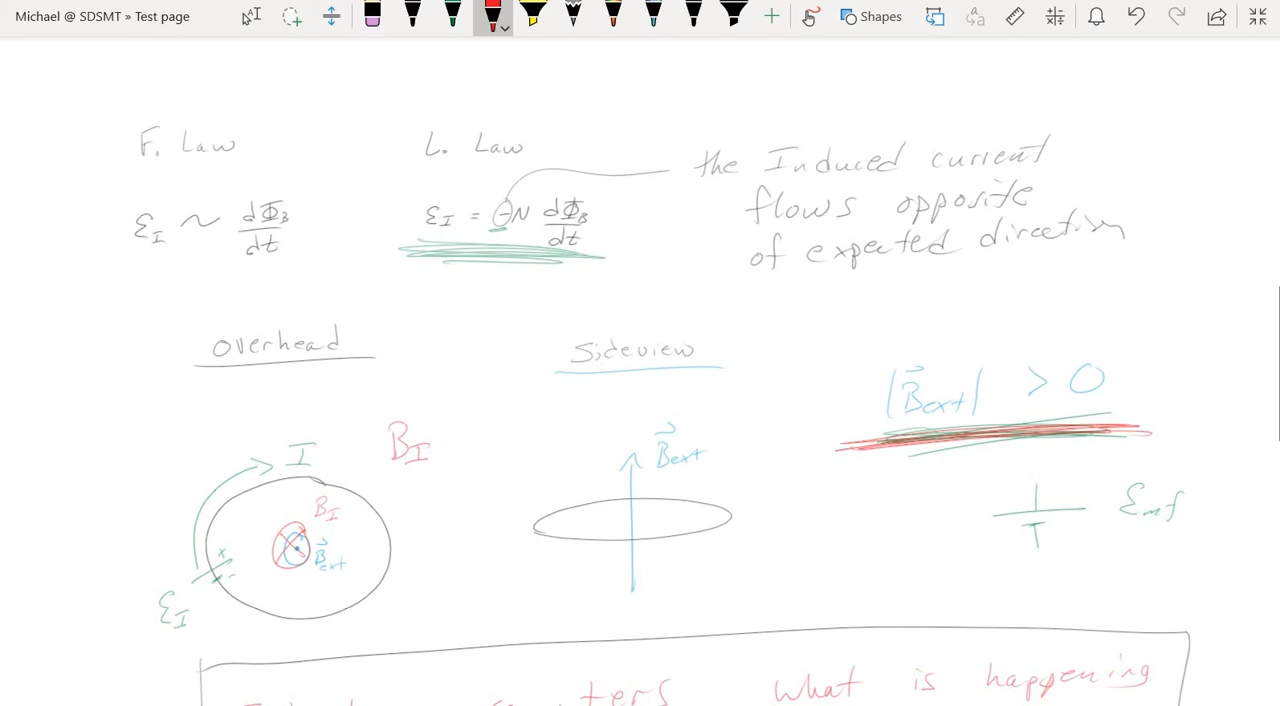 Michael @ SDSMT » Test page
Shapes
F. Law
L. Law
the Induced current
flows opposite
of expected direction
ε_I ~ dΦ_B/dt
ε_I = -N dΦ_B/dt
overhead
Sideview
|B⃗ext| > 0
I
B_I
B⃗ext
B_I
B⃗ext
+
-
ε_I
Emf
what is happening